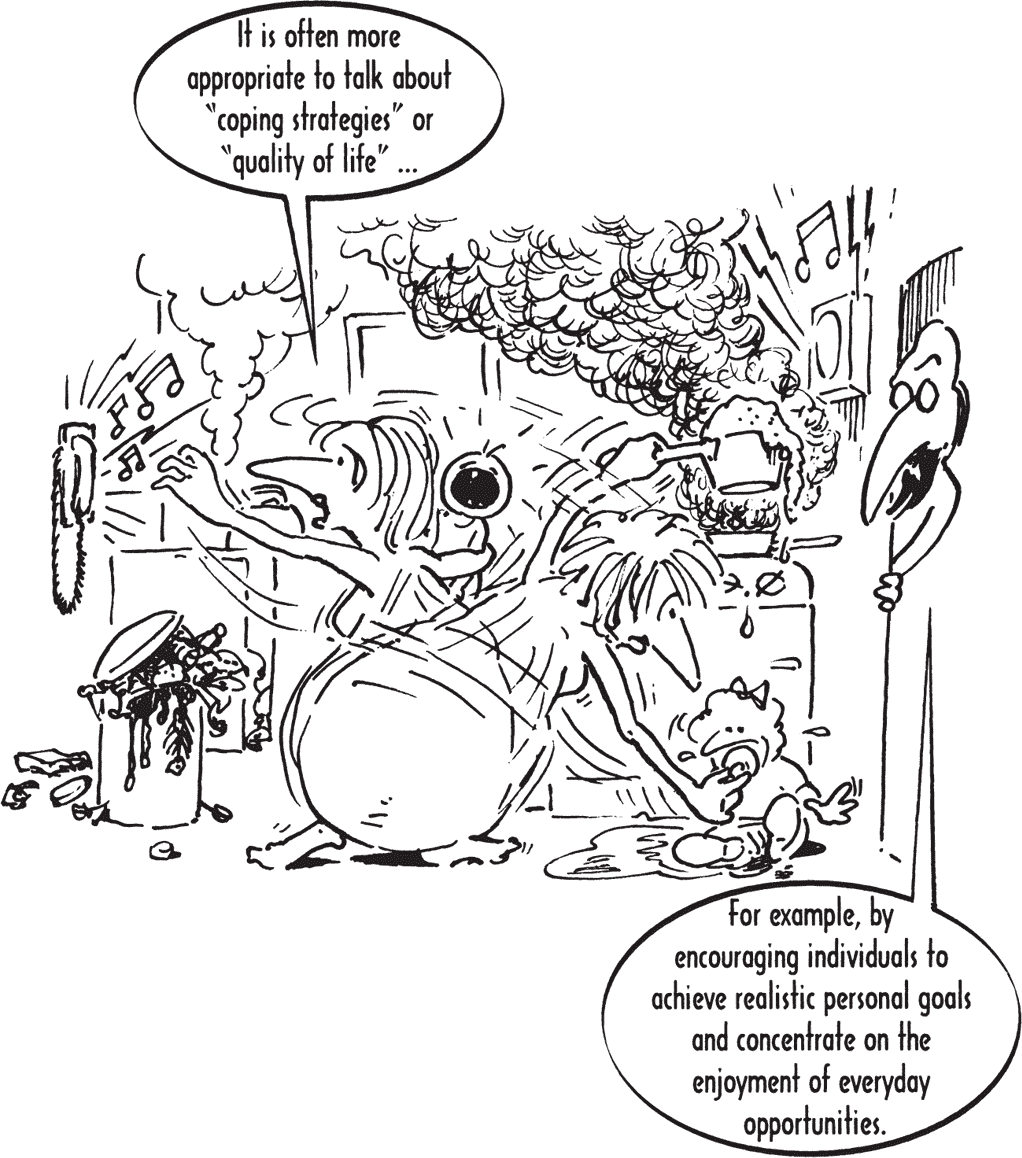 It is often more
appropriate to talk about
“coping strategies” or
“quality of life” ...
For example, by
encouraging individuals to
achieve realistic personal goals
and concentrate on the
enjoyment of everyday
opportunities.